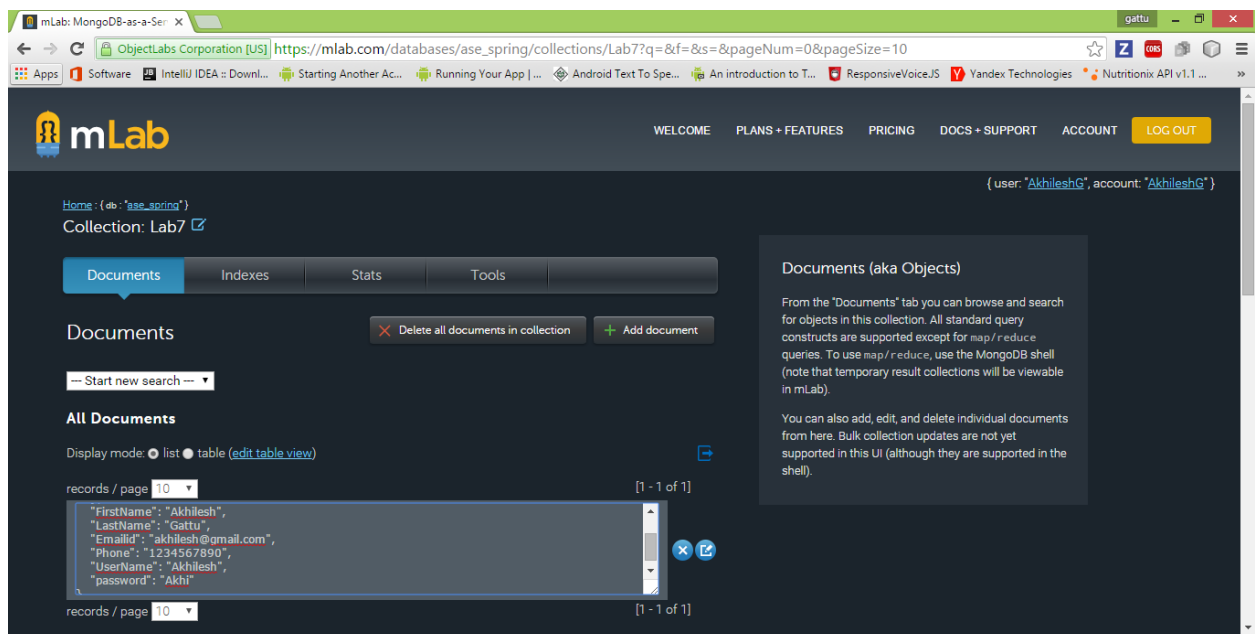 mLab: MongoDB-as-a-Ser
gattu
ObjectLabs Corporation [US] https://mlab.com/databases/ase_spring/collections/Lab7?q=&f=&s=&pageNum=0&pageSize=10
Apps Software IntelliJ IDEA :: Downl... Starting Another Ac... Running Your App | ... Android Text To Spe... An introduction to T... ResponsiveVoice.JS Yandex Technologies Nutritionix API v1.1 ... »
mLab
WELCOME PLANS + FEATURES PRICING DOCS + SUPPORT ACCOUNT LOG OUT
{ user: "AkhileshG", account: "AkhileshG" }
Home : { db : "ase_spring" }
Collection: Lab7
Documents Indexes Stats Tools
Documents
Delete all documents in collection
Add document
--- Start new search ---
All Documents
Display mode: list table (edit table view)
records / page 10 [1 - 1 of 1]
"FirstName": "Akhilesh",
"LastName": "Gattu",
"Emailid": "akhilesh@gmail.com",
"Phone": "1234567890",
"UserName": "Akhilesh",
"password": "Akhi"
}
records / page 10 [1 - 1 of 1]
Documents (aka Objects)
From the "Documents" tab you can browse and search
for objects in this collection. All standard query
constructs are supported except for map/reduce
queries. To use map/reduce, use the MongoDB shell
(note that temporary result collections will be viewable
in mLab).
You can also add, edit, and delete individual documents
from here. Bulk collection updates are not yet
supported in this UI (although they are supported in the
shell).